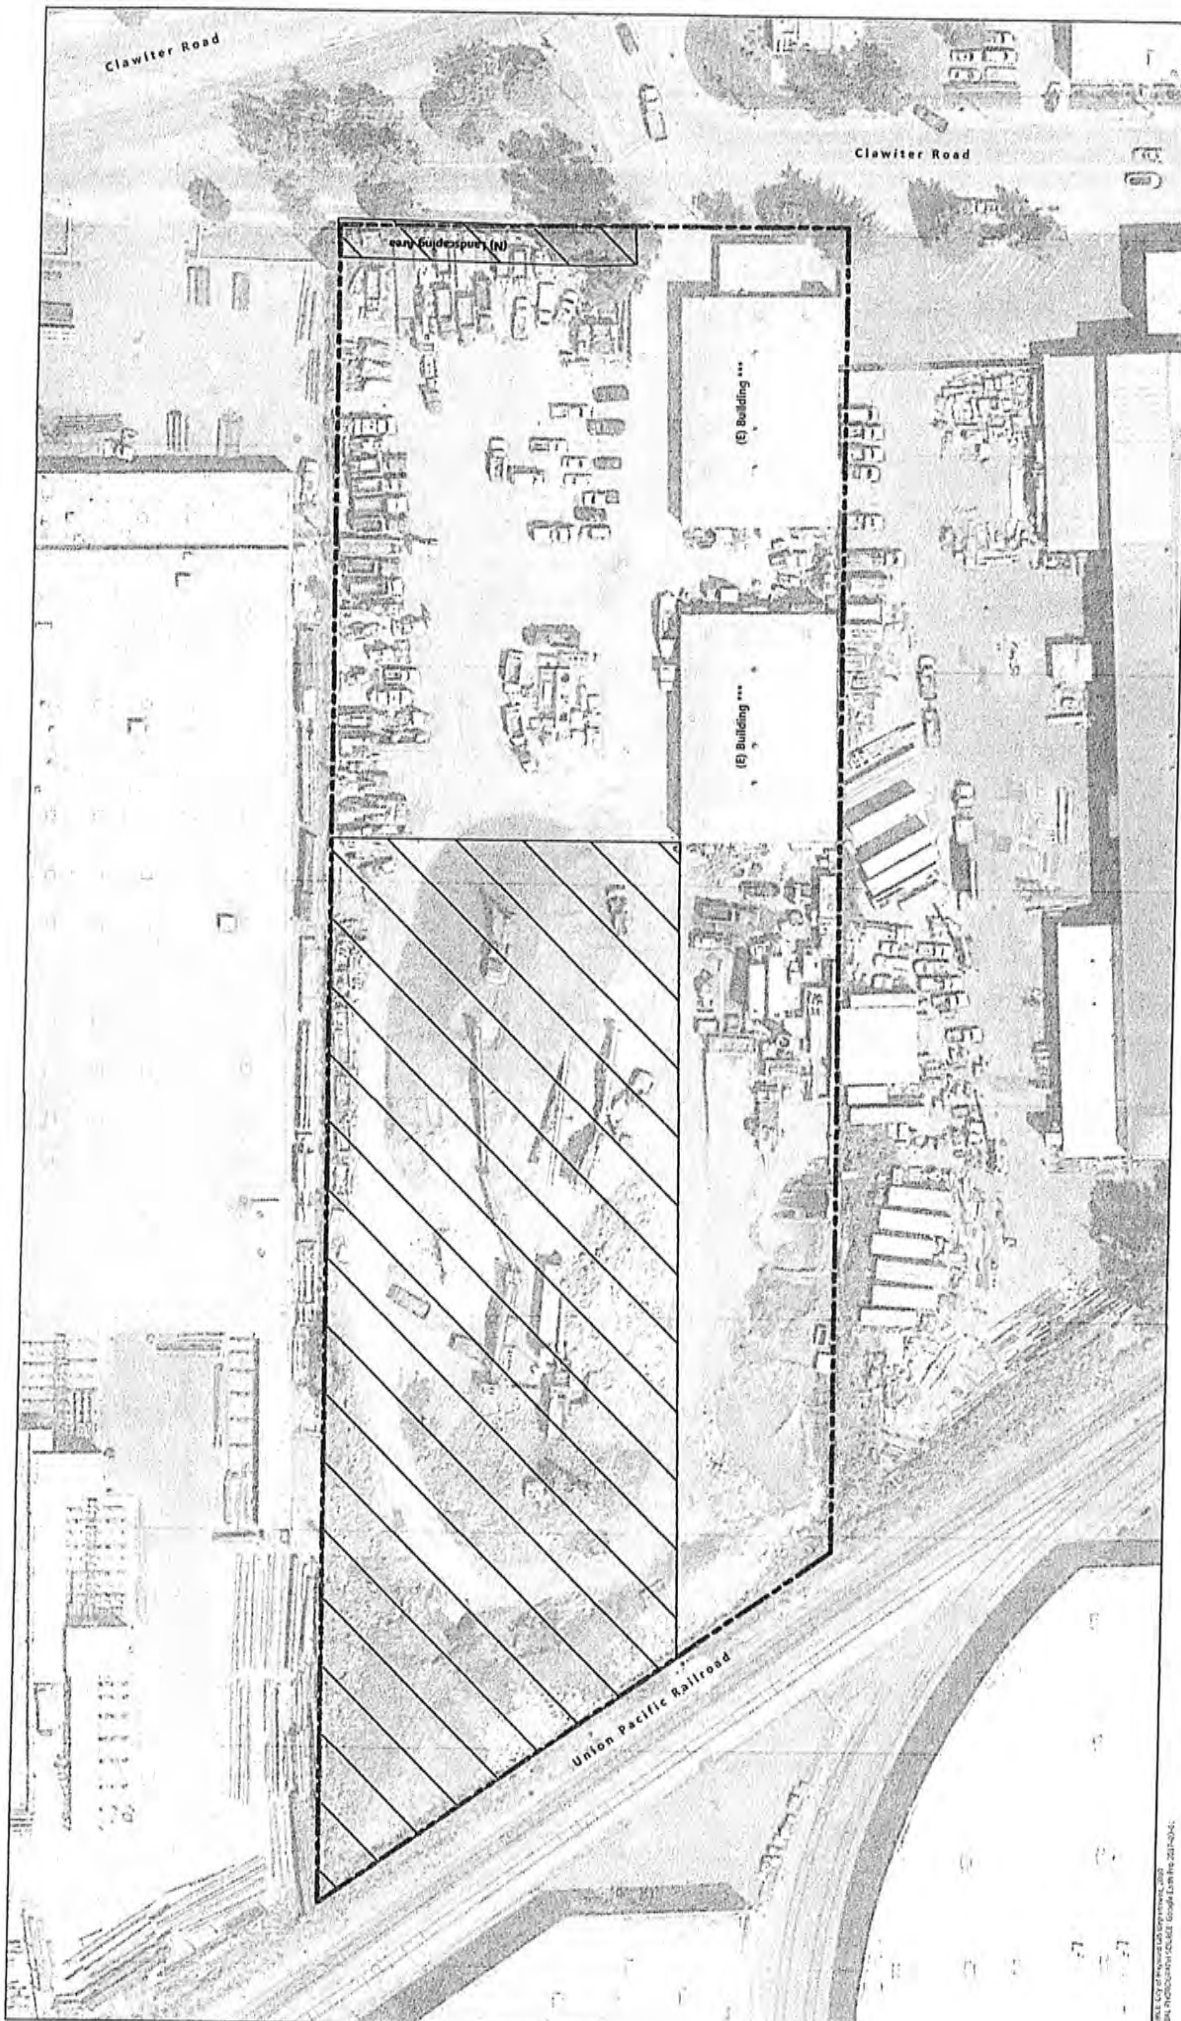 Clawiter Road
Clawiter Road
(N) Landscaping Area
(E) Building ***
(E) Building ***
Union Pacific Railroad